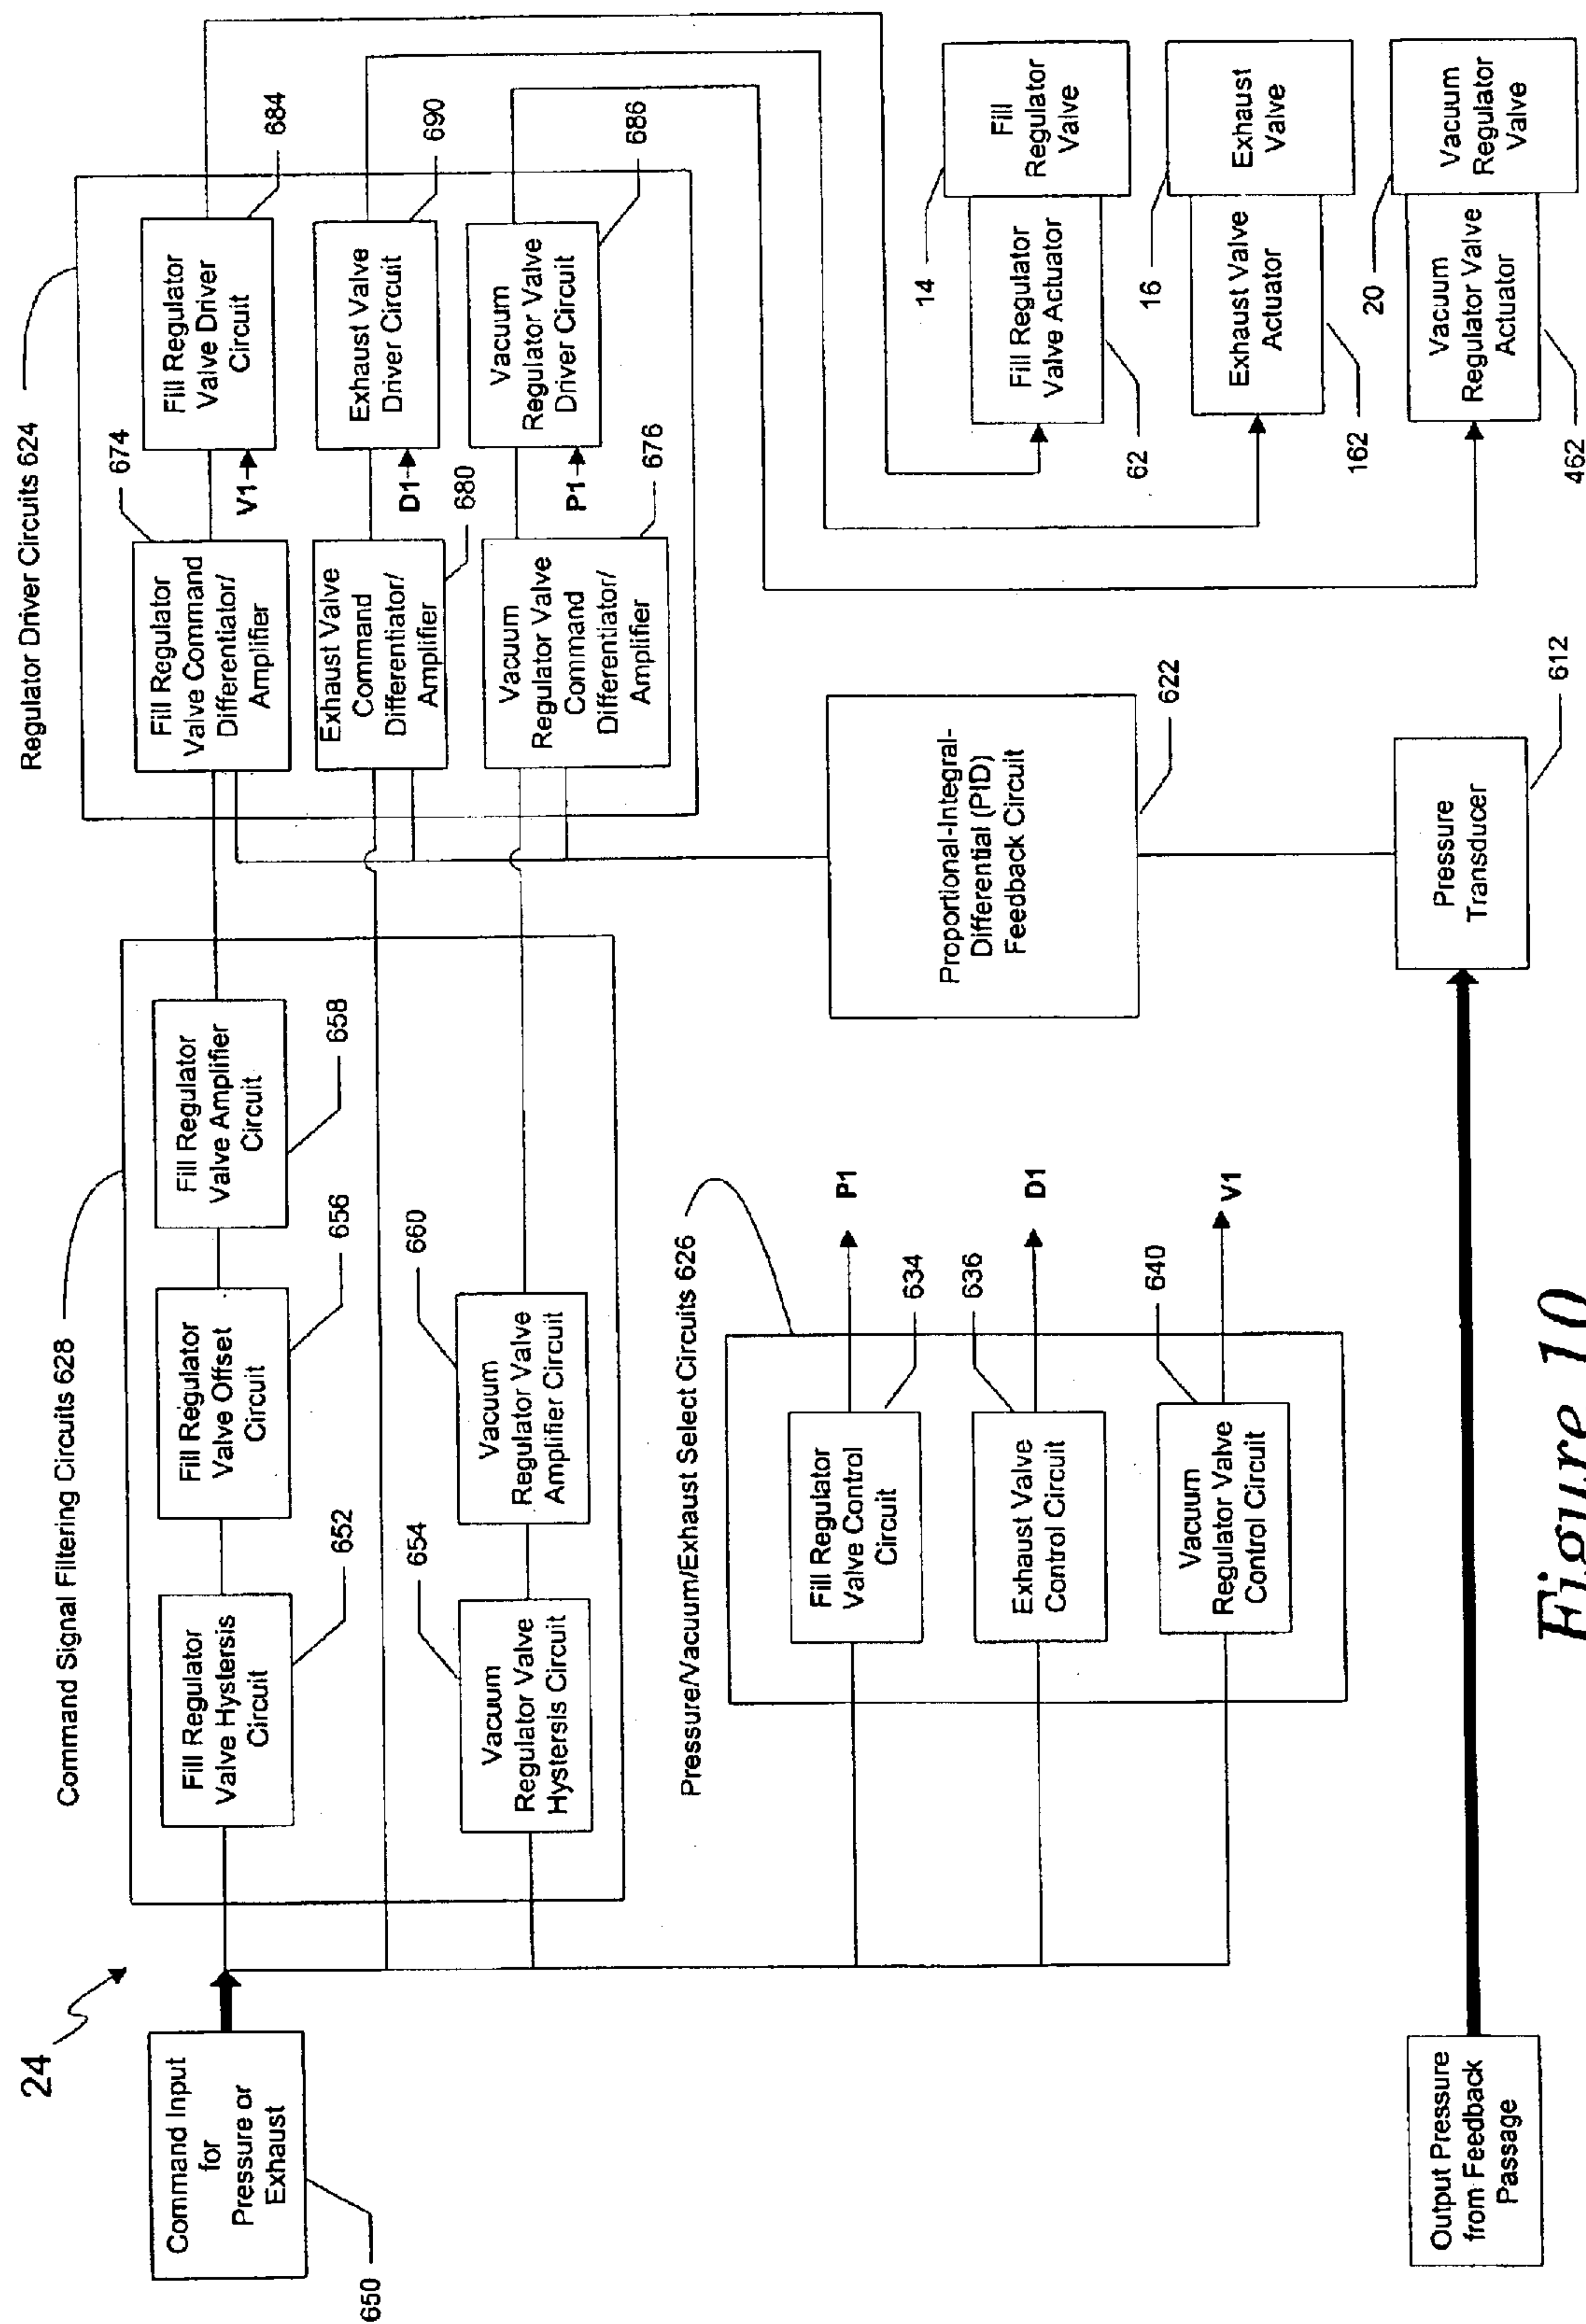 24
Command Input
for
Pressure or
Exhaust
650
Command Signal Filtering Circuits 628
Fill Regulator
Valve Hystersis
Circuit
652
Fill Regulator
Valve Offset
Circuit
656
Fill Regulator
Valve Amplifier
Circuit
658
Vacuum
Regulator Valve
Hystersis Circuit
654
Vacuum
Regulator Valve
Amplifier Circuit
660
Regulator Driver Circuits 624
Fill Regulator
Valve Command
Differentiator/
Amplifier
674
Fill Regulator
Valve Driver
Circuit
684
V1
Exhaust Valve
Command
Differentiator/
Amplifier
680
Exhaust Valve
Driver Circuit
690
D1
Vacuum
Regulator Valve
Command
Differentiator/
Amplifier
676
Vacuum
Regulator Valve
Driver Circuit
686
P1
Pressure/Vacuum/Exhaust Select Circuits 626
Fill Regulator
Valve Control
Circuit
634
P1
Exhaust Valve
Control Circuit
636
D1
Vacuum
Regulator Valve
Control Circuit
640
V1
Proportional-Integral-
Differential (PID)
Feedback Circuit
622
Fill Regulator
Valve Actuator
62
Fill
Regulator
Valve
14
Exhaust Valve
Actuator
162
Exhaust
Valve
16
Vacuum
Regulator Valve
Actuator
462
Vacuum
Regulator
Valve
20
Output Pressure
from Feedback
Passage
Pressure
Transducer
612
Figure 10